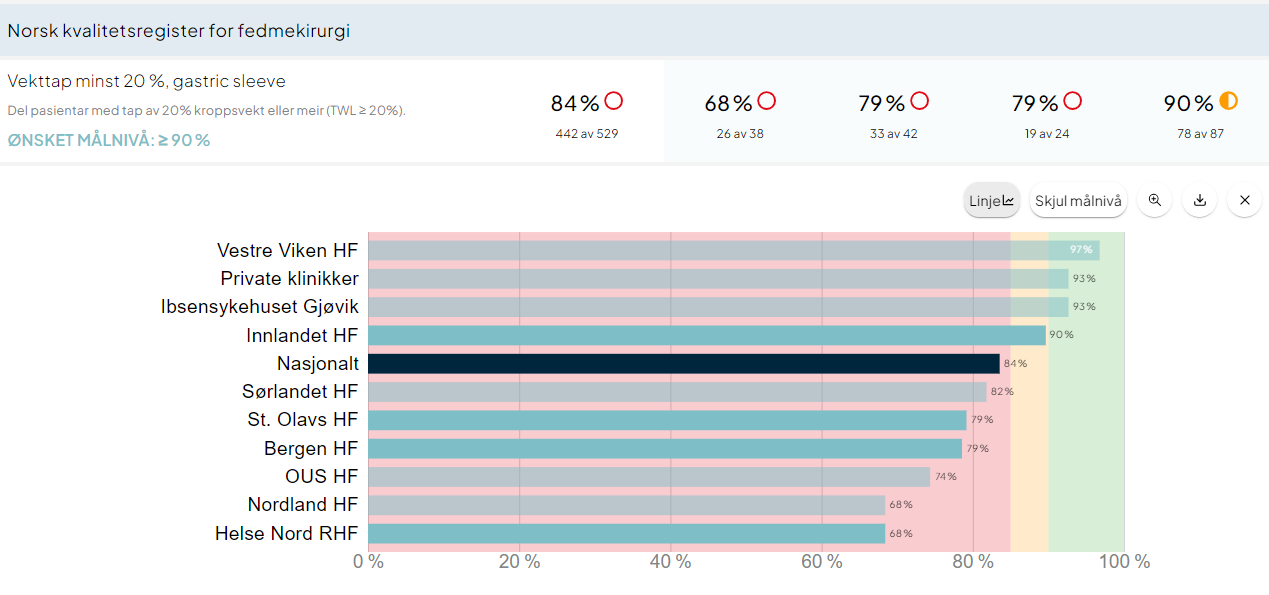 Norsk kvalitetsregister for fedmekirurgi
Vekttap minst 20 %, gastric sleeve
Del pasientar med tap av 20% kroppsvekt eller meir (TWL ≥ 20%).
ØNSKET MÅLNIVÅ: ≥ 90 %
84 % 68 % 79 % 79 % 90 %
442 av 529 26 av 38 33 av 42 19 av 24 78 av 87
Linje Skjul målnivå
Vestre Viken HF 97 %
Private klinikker 93 %
Ibsensykehuset Gjøvik 93 %
Innlandet HF 90 %
Nasjonalt 84 %
Sørlandet HF 82 %
St. Olavs HF 79 %
Bergen HF 79 %
OUS HF 74 %
Nordland HF 68 %
Helse Nord RHF 68 %
0 % 20 % 40 % 60 % 80 % 100 %